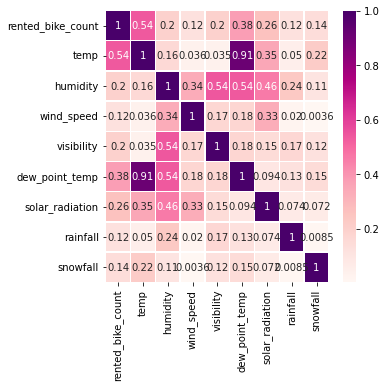 rented_bike_count 1 0.54 0.2 0.12 0.2 0.38 0.26 0.12 0.14
temp 0.54 1 0.16 0.036 0.035 0.91 0.35 0.05 0.22
humidity 0.2 0.16 1 0.34 0.54 0.54 0.46 0.24 0.11
wind_speed 0.12 0.036 0.34 1 0.17 0.18 0.33 0.02 0.0036
visibility 0.2 0.035 0.54 0.17 1 0.18 0.15 0.17 0.12
dew_point_temp 0.38 0.91 0.54 0.18 0.18 1 0.094 0.13 0.15
solar_radiation 0.26 0.35 0.46 0.33 0.15 0.094 1 0.074 0.072
rainfall 0.12 0.05 0.24 0.02 0.17 0.13 0.074 1 0.0085
snowfall 0.14 0.22 0.11 0.0036 0.12 0.15 0.072 0.0085 1
rented_bike_count temp humidity wind_speed visibility dew_point_temp solar_radiation rainfall snowfall
1.0
0.8
0.6
0.4
0.2